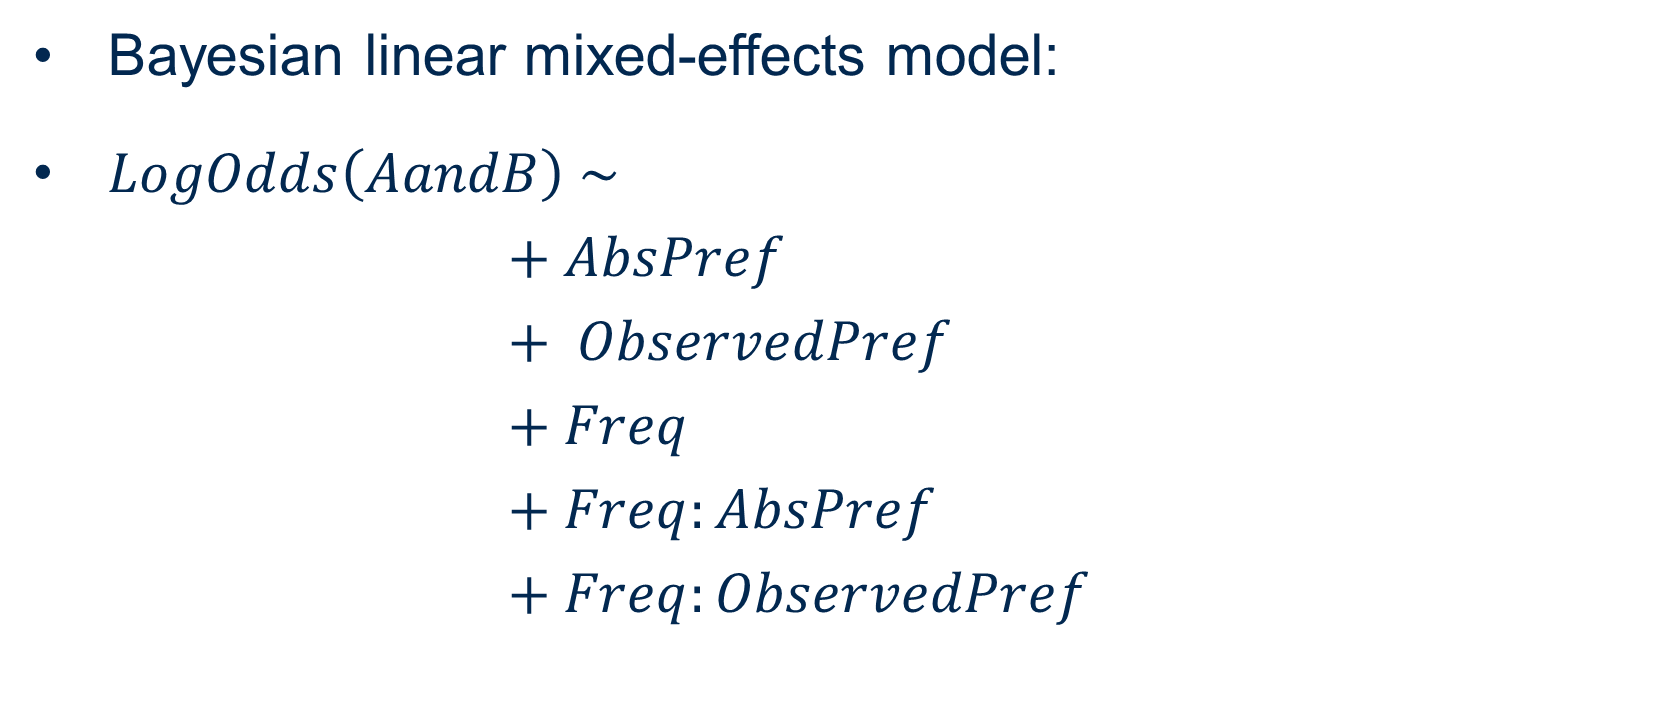 • Bayesian linear mixed-effects model:
• LogOdds(AandB) ~
+ AbsPref
+ ObservedPref
+ Freq
+ Freq: AbsPref
+ Freq: ObservedPref